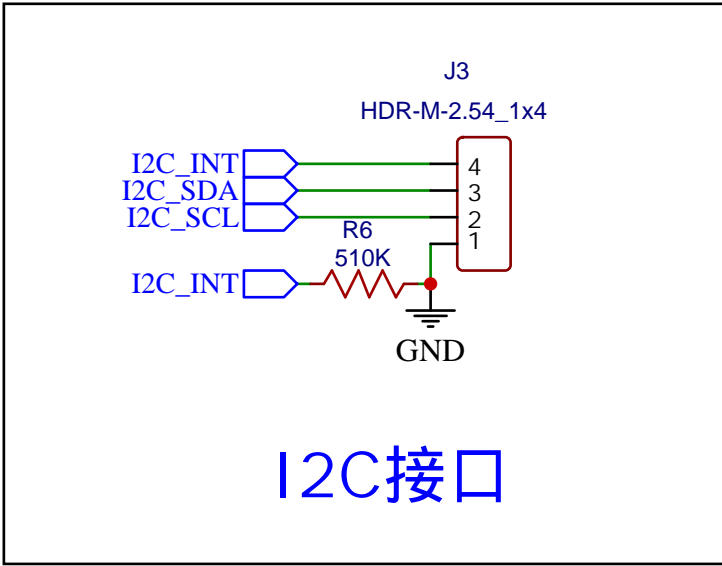 J3
HDR-M-2.54_1x4
I2C_INT 4
I2C_SDA 3
I2C_SCL 2
R6 1
510K
I2C_INT
GND
I2C接口